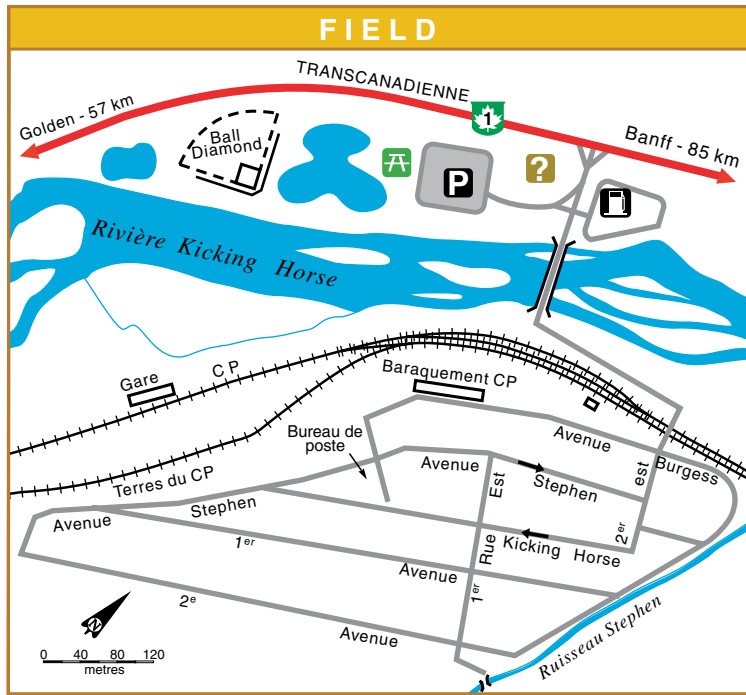 FIELD
TRANSCANADIENNE
Golden - 57 km
1
Banff - 85 km
Ball
Diamond
P
?
Rivière Kicking Horse
Gare
CP
Baraquement CP
Bureau de
poste
Terres du CP
Avenue Burgess
Avenue Stephen
Est
est
Avenue Stephen
2er
Kicking Horse
Rue
1er Avenue
1er
2e Avenue
Ruisseau Stephen
N
0 40 60 80 120
metres